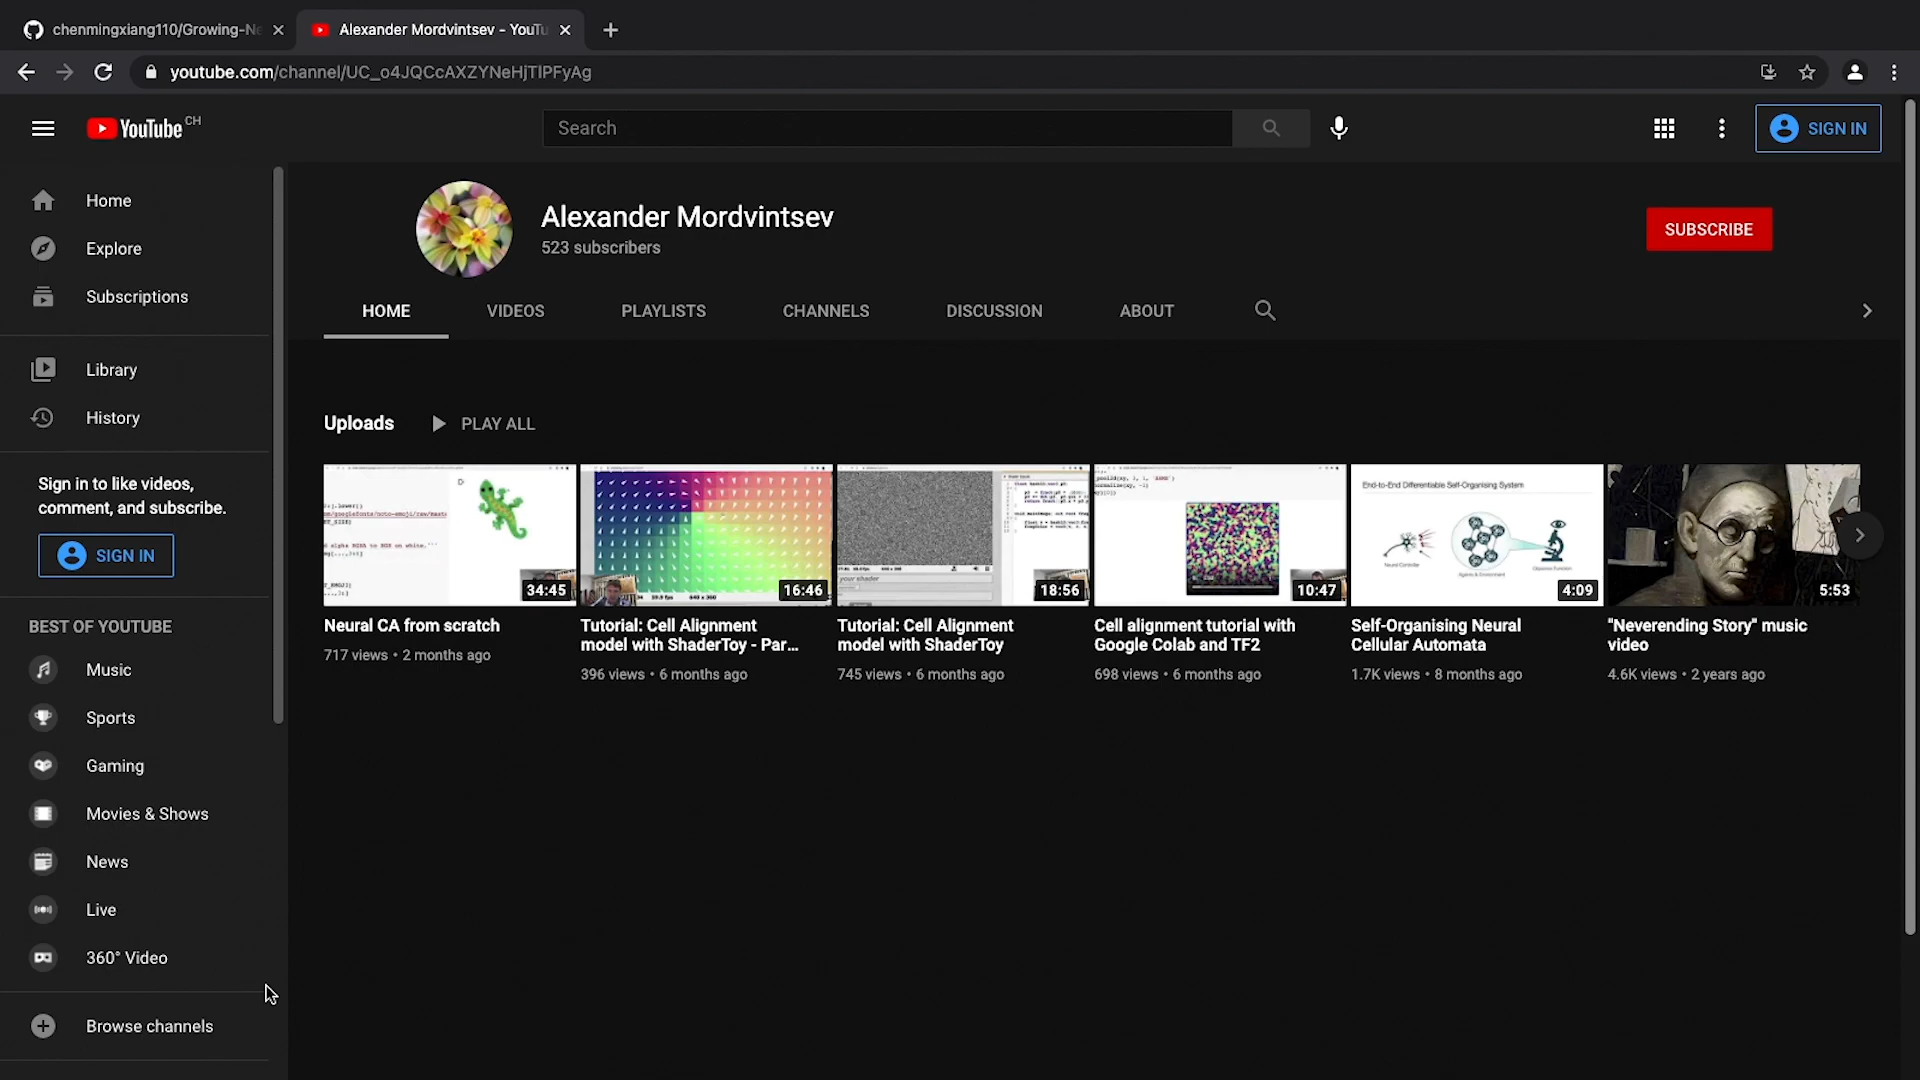 chenmingxiang110/Growing-Ne
Alexander Mordvintsev - YouTu
youtube.com/channel/UC_o4JQCcAXZYNeHjTIPFyAg
YouTube CH
Search
SIGN IN
Home
Explore
Subscriptions
Library
History
Sign in to like videos,
comment, and subscribe.
SIGN IN
BEST OF YOUTUBE
Music
Sports
Gaming
Movies & Shows
News
Live
360° Video
Browse channels
Alexander Mordvintsev
523 subscribers
SUBSCRIBE
HOME VIDEOS PLAYLISTS CHANNELS DISCUSSION ABOUT
Uploads PLAY ALL
34:45
Neural CA from scratch
717 views • 2 months ago
16:46
Tutorial: Cell Alignment
model with ShaderToy - Par...
396 views • 6 months ago
18:56
Tutorial: Cell Alignment
model with ShaderToy
745 views • 6 months ago
10:47
Cell alignment tutorial with
Google Colab and TF2
698 views • 6 months ago
End-to-End Differentiable Self-Organising System
4:09
Self-Organising Neural
Cellular Automata
1.7K views • 8 months ago
5:53
"Neverending Story" music
video
4.6K views • 2 years ago